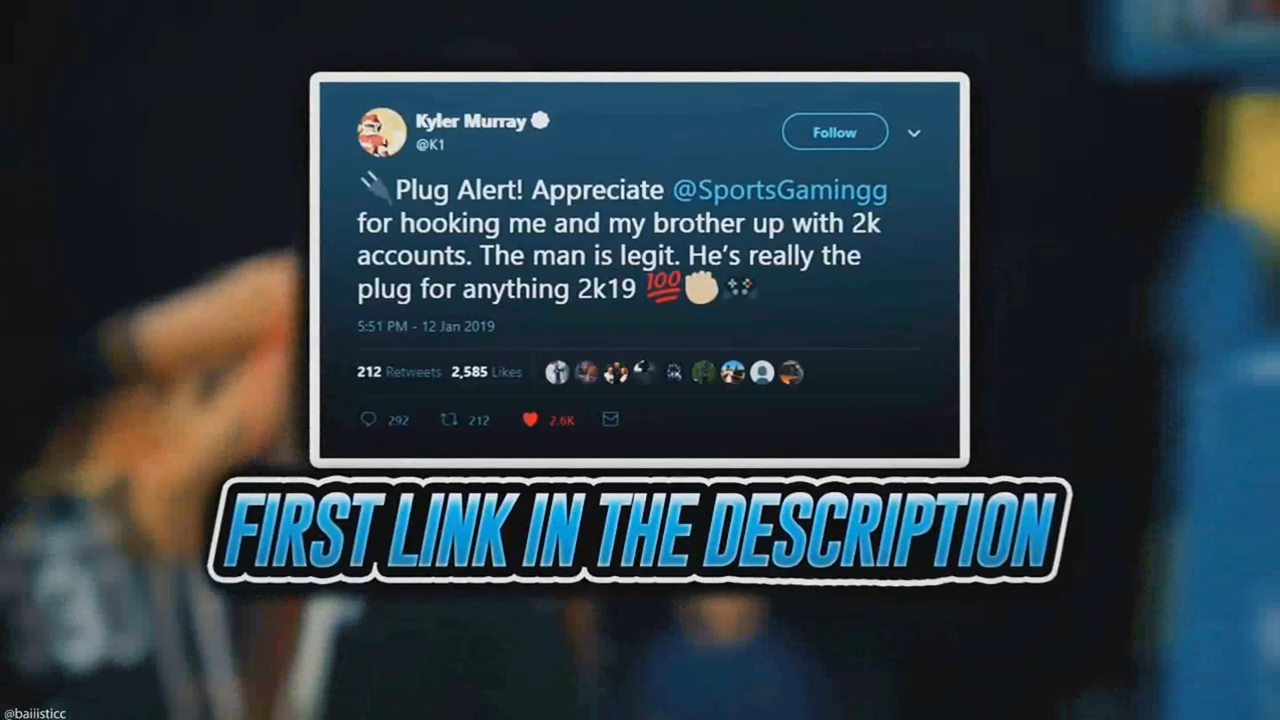 Kyler Murray
@K1
Follow
Plug Alert! Appreciate @SportsGamingg
for hooking me and my brother up with 2k
accounts. The man is legit. He's really the
plug for anything 2k19 💯✊🏼🎮
5:51 PM - 12 Jan 2019
212 Retweets 2,585 Likes
292 212 2.6K
FIRST LINK IN THE DESCRIPTION
@baiiisticc